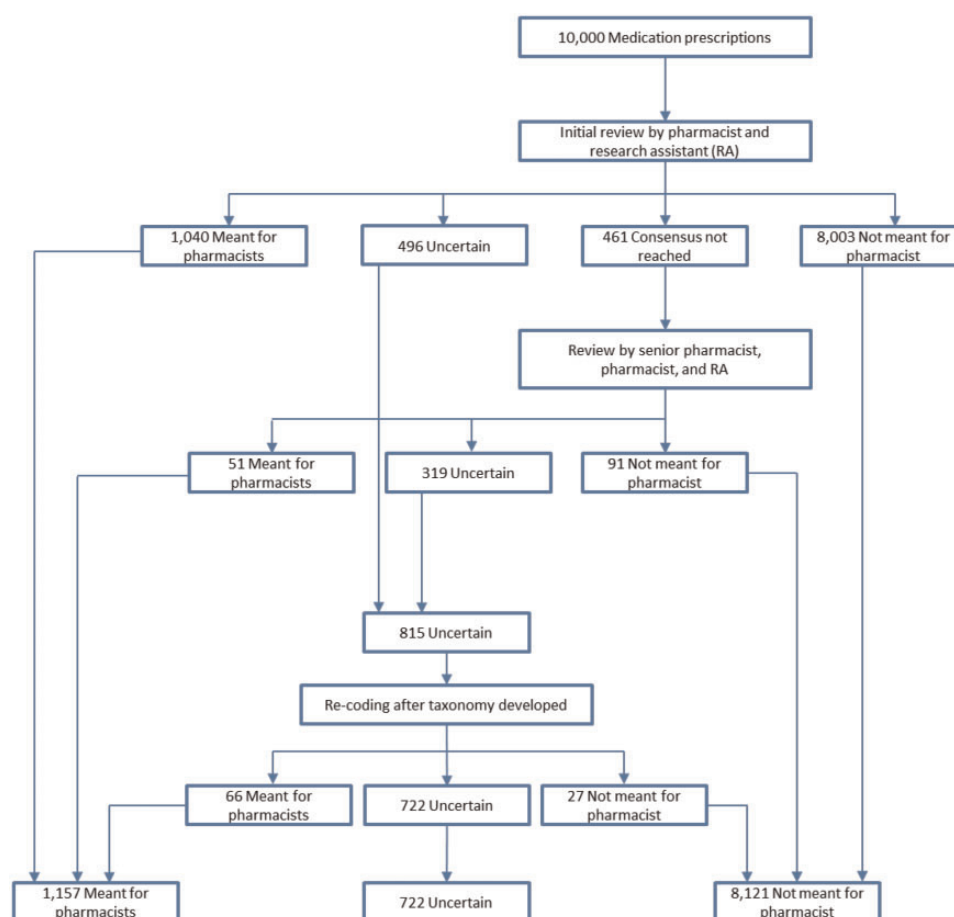 10,000 Medication prescriptions
Initial review by pharmacist and
research assistant (RA)
1,040 Meant for
pharmacists
496 Uncertain
461 Consensus not
reached
8,003 Not meant for
pharmacist
Review by senior pharmacist,
pharmacist, and RA
51 Meant for
pharmacists
319 Uncertain
91 Not meant for
pharmacist
815 Uncertain
Re-coding after taxonomy developed
66 Meant for
pharmacists
722 Uncertain
27 Not meant for
pharmacist
1,157 Meant for
pharmacists
722 Uncertain
8,121 Not meant for
pharmacist